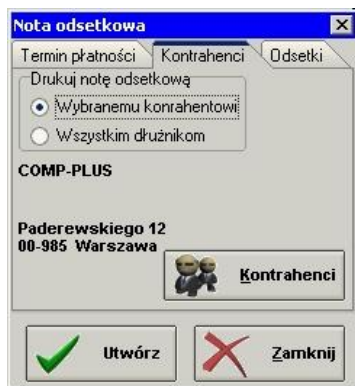 Nota odsetkowa
Termin płatności Kontrahenci Odsetki
Drukuj notę odsetkową
Wybranemu konrahentowi
Wszystkim dłużnikom
COMP-PLUS
Paderewskiego 12
00-985 Warszawa
Kontrahenci
Utwórz Zamknij